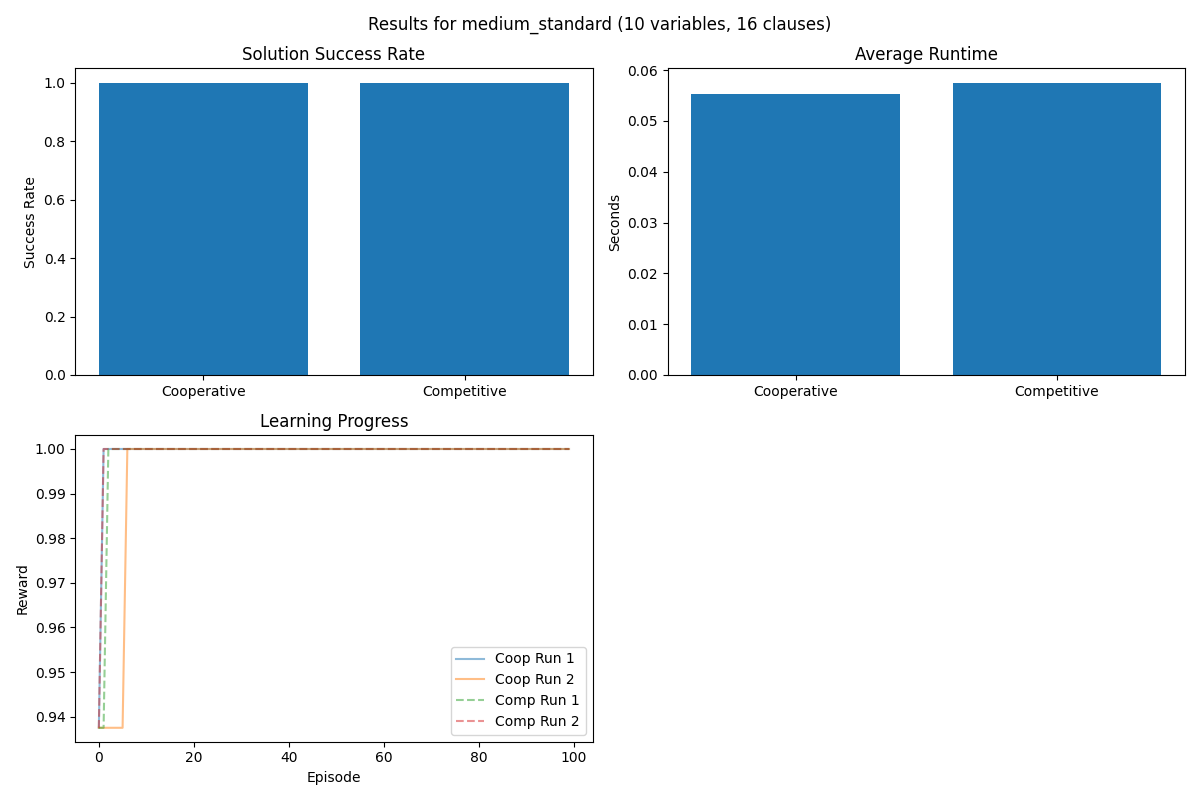 Results for medium_standard (10 variables, 16 clauses)
Solution Success Rate
Success Rate
1.0
0.8
0.6
0.4
0.2
0.0
Cooperative Competitive
Average Runtime
Seconds
0.06
0.05
0.04
0.03
0.02
0.01
0.00
Cooperative Competitive
Learning Progress
Reward
1.00
0.99
0.98
0.97
0.96
0.95
0.94
0 20 40 60 80 100
Episode
Coop Run 1
Coop Run 2
Comp Run 1
Comp Run 2